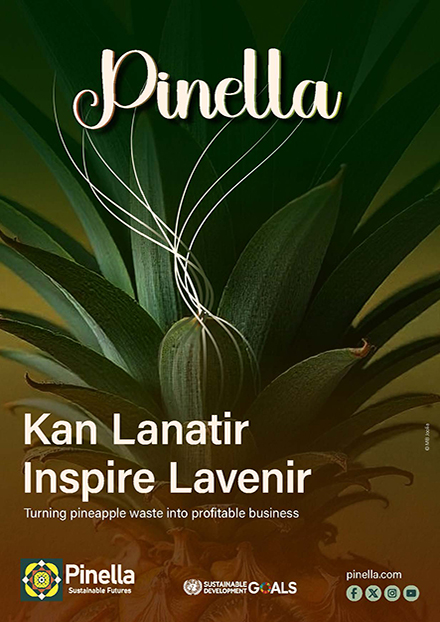 Pinella
Kan Lanatir
Inspire Lavenir
Turning pineapple waste into profitable business
Pinella
Sustainable Futures
SUSTAINABLE
DEVELOPMENT GOALS
pinella.com